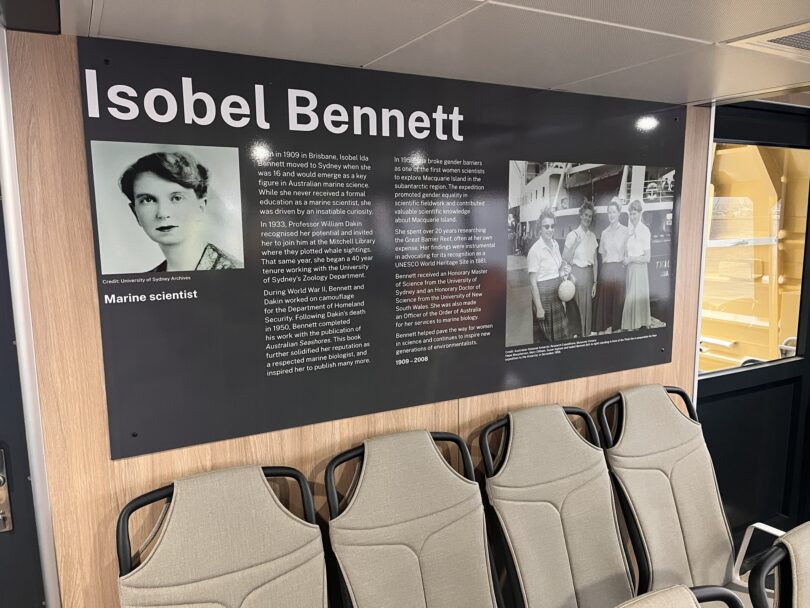 Isobel Bennett
Credit: University of Sydney Archives
Marine scientist
in 1909 in Brisbane, Isobel Ida
Bennett moved to Sydney when she
was 16 and would emerge as a key
figure in Australian marine science.
While she never received a formal
education as a marine scientist, she
was driven by an insatiable curiosity.
In 1933, Professor William Dakin
recognised her potential and invited
her to join him at the Mitchell Library
where they plotted whale sightings.
That same year, she began a 40 year
tenure working with the University
of Sydney's Zoology Department.
During World War II, Bennett and
Dakin worked on camouflage
for the Department of Homeland
Security. Following Dakin's death
in 1950, Bennett completed
his work with the publication of
Australian Seashores. This book
further solidified her reputation as
a respected marine biologist, and
inspired her to publish many more.
In broke gender barriers
as one of the first women scientists
to explore Macquarie Island in the
subantarctic region. The expedition
promoted gender equality in
scientific fieldwork and contributed
valuable scientific knowledge
about Macquarie Island.
She spent over 20 years researching
the Great Barrier Reef, often at her own
expense. Her findings were instrumental
in advocating for its recognition as a
UNESCO World Heritage Site in 1981.
Bennett received an Honorary Master
of Science from the University of
Sydney and an Honorary Doctor of
Science from the University of New
South Wales. She was also made
an Officer of the Order of Australia
for her services to marine biology.
Bennett helped pave the way for women
in science and continues to inspire new
generations of environmentalists.
1909 – 2008